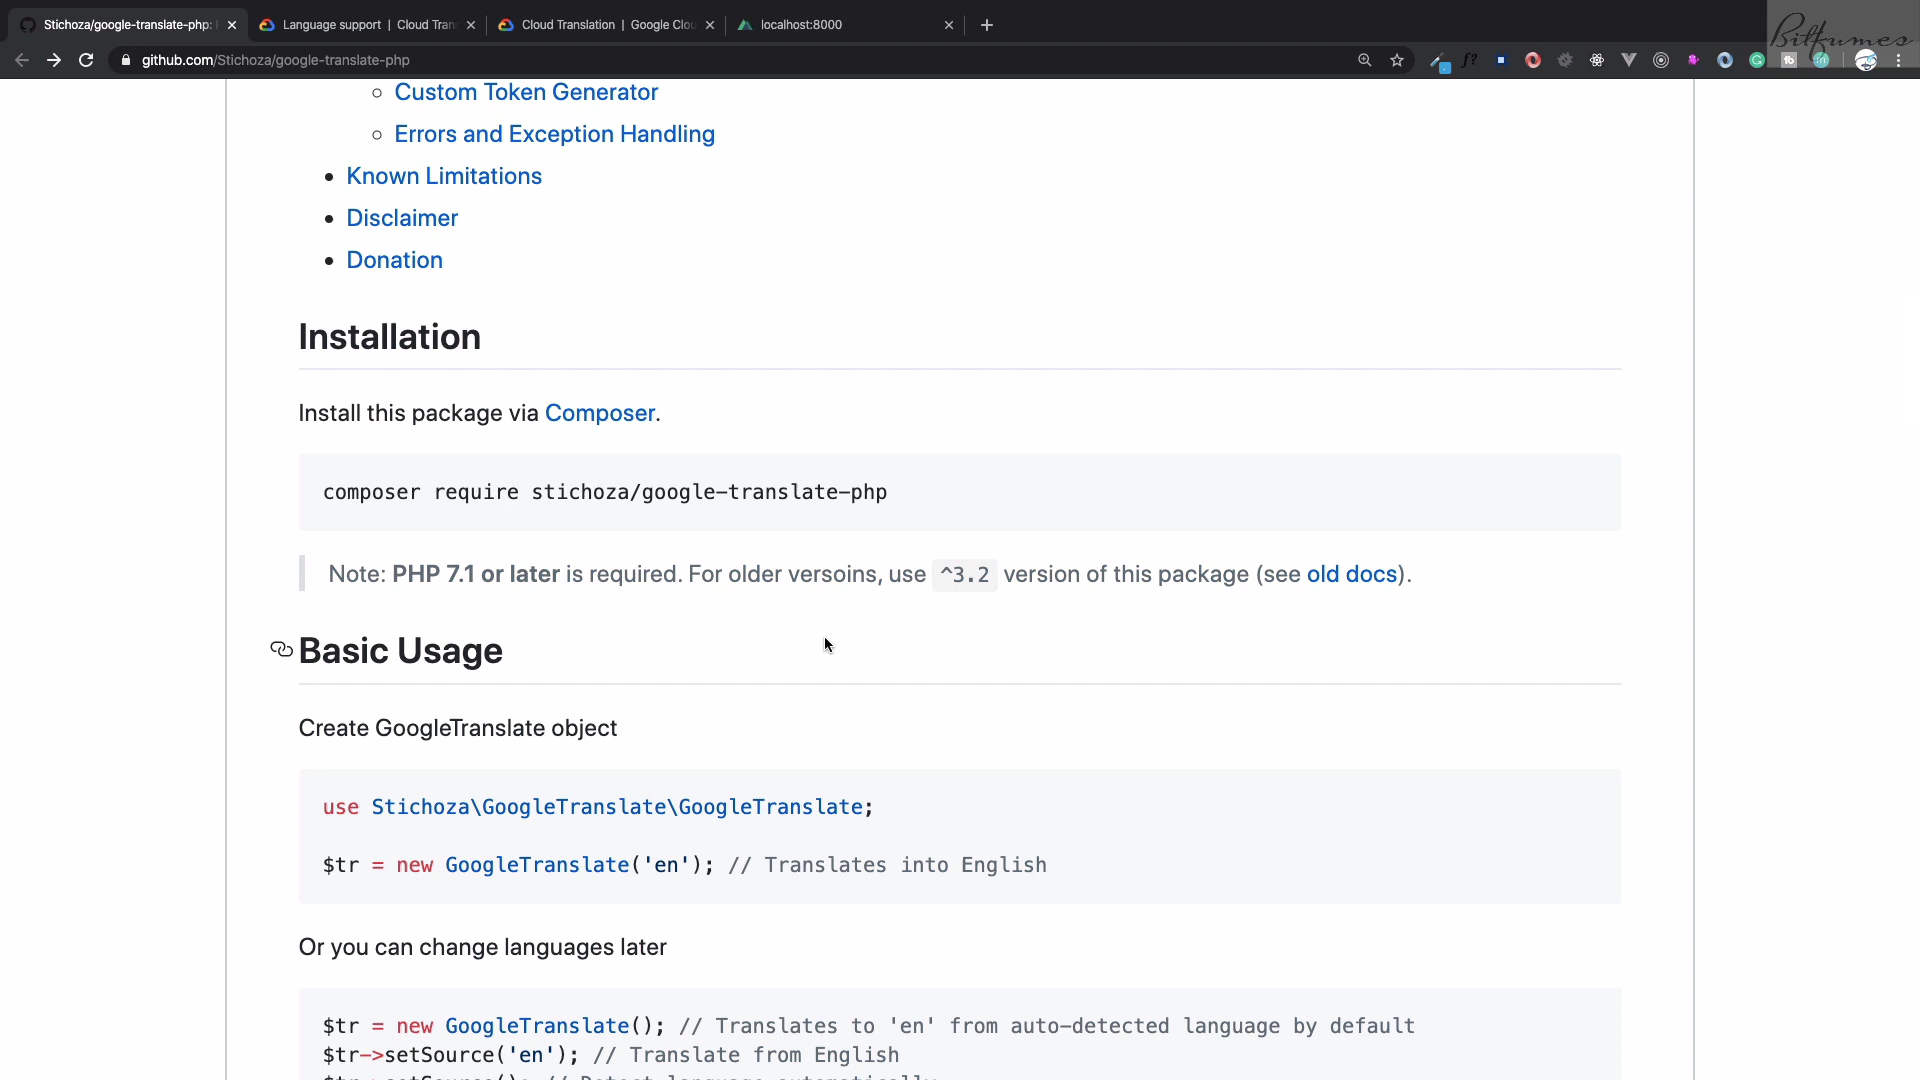 Stichoza/google-translate-php:
Language support | Cloud Tran
Cloud Translation | Google Clou
localhost:8000
github.com/Stichoza/google-translate-php
Bitfumes
Custom Token Generator
Errors and Exception Handling
Known Limitations
Disclaimer
Donation
Installation
Install this package via Composer.
composer require stichoza/google-translate-php
Note: PHP 7.1 or later is required. For older versoins, use ^3.2 version of this package (see old docs).
Basic Usage
Create GoogleTranslate object
use Stichoza\GoogleTranslate\GoogleTranslate;
$tr = new GoogleTranslate('en'); // Translates into English
Or you can change languages later
$tr = new GoogleTranslate(); // Translates to 'en' from auto-detected language by default
$tr->setSource('en'); // Translate from English